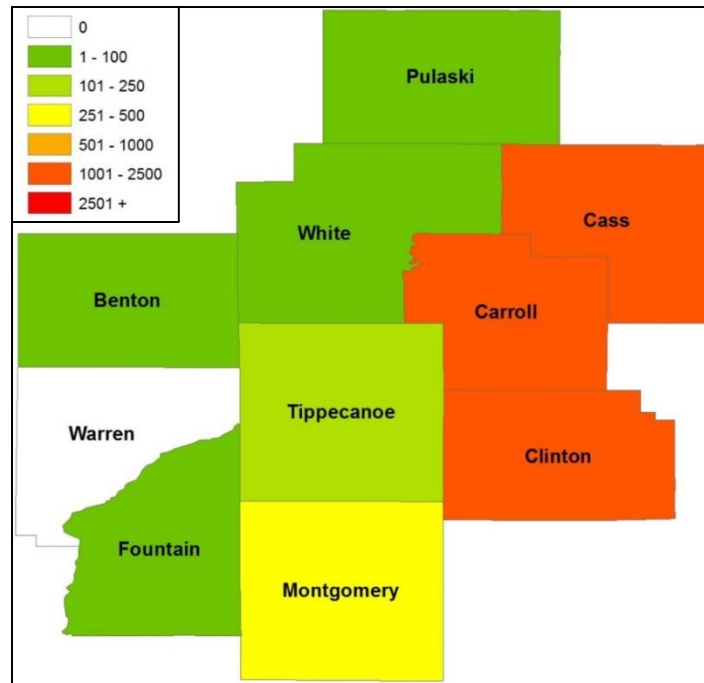 0
1 - 100
101 - 250
251 - 500
501 - 1000
1001 - 2500
2501 +
Pulaski
White
Cass
Benton
Carroll
Tippecanoe
Warren
Clinton
Fountain
Montgomery